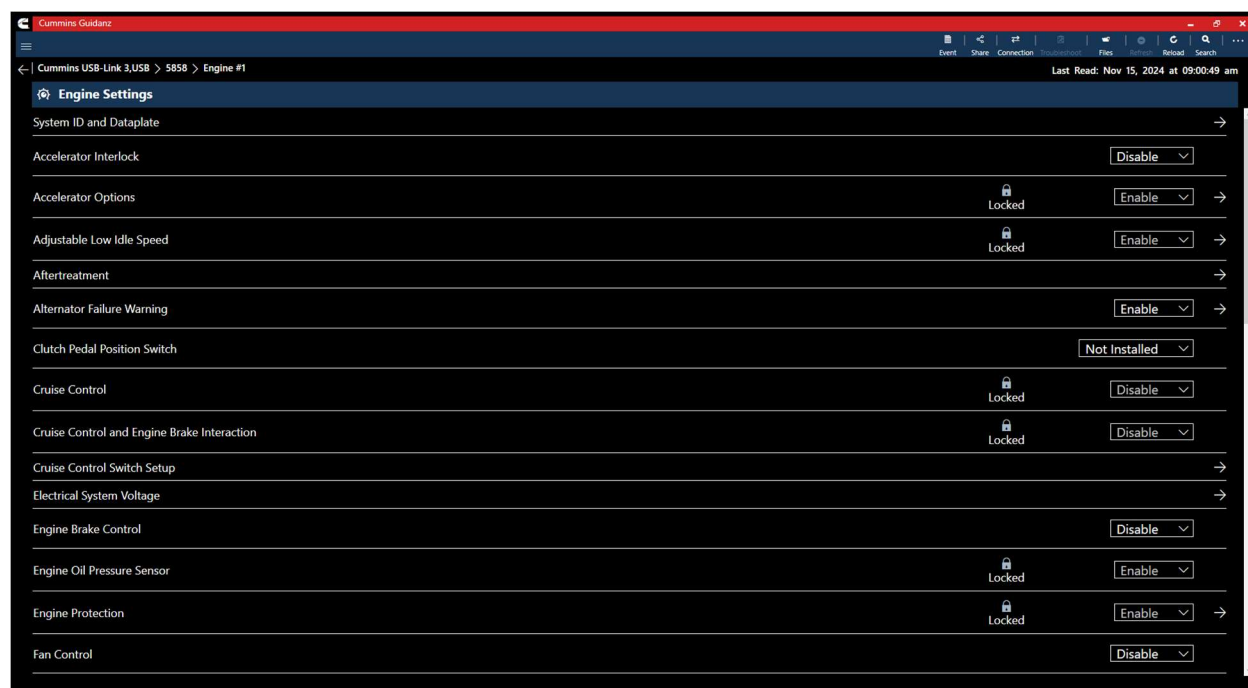 Cummins Guidanz
Event Share Connection Troubleshoot Files Refresh Reload Search
Cummins USB-Link 3,USB > 5858 > Engine #1
Last Read: Nov 15, 2024 at 09:00:49 am
Engine Settings
System ID and Dataplate
Accelerator Interlock Disable
Accelerator Options Locked Enable
Adjustable Low Idle Speed Locked Enable
Aftertreatment
Alternator Failure Warning Enable
Clutch Pedal Position Switch Not Installed
Cruise Control Locked Disable
Cruise Control and Engine Brake Interaction Locked Disable
Cruise Control Switch Setup
Electrical System Voltage
Engine Brake Control Disable
Engine Oil Pressure Sensor Locked Enable
Engine Protection Locked Enable
Fan Control Disable